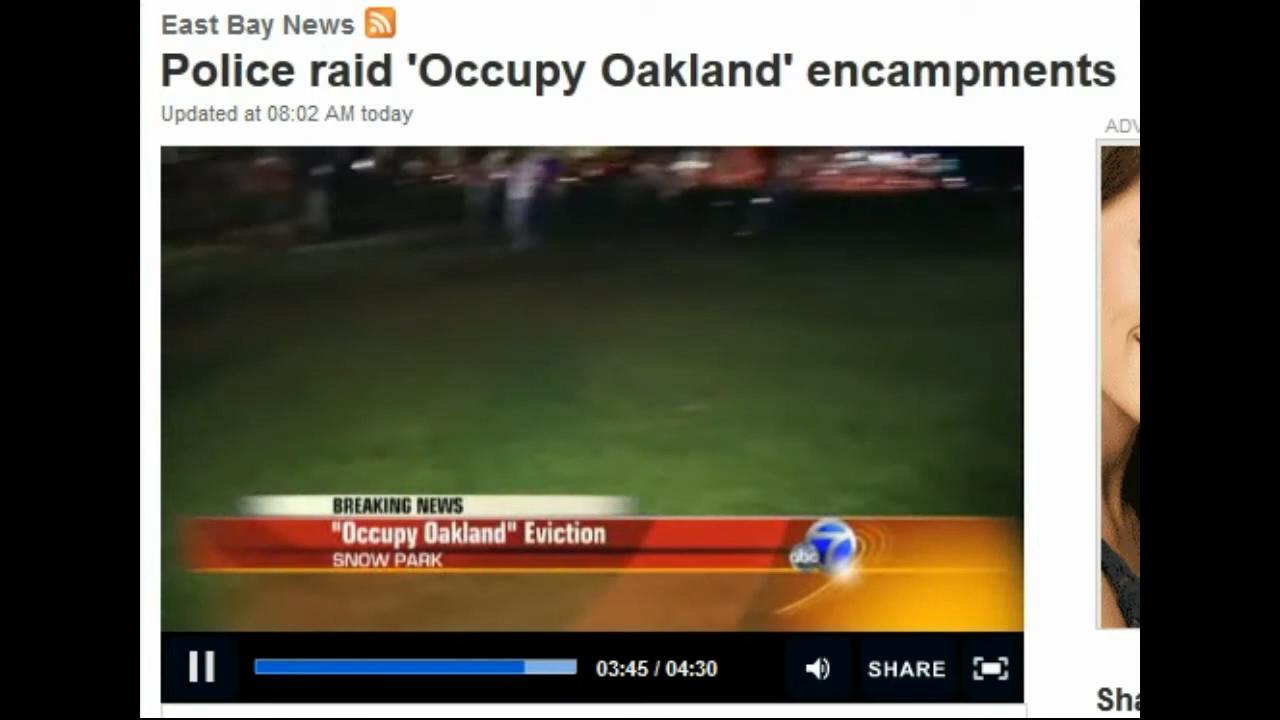 East Bay News
Police raid 'Occupy Oakland' encampments
Updated at 08:02 AM today
ADV
BREAKING NEWS
"Occupy Oakland" Eviction
SNOW PARK
abc 7
03:45 / 04:30
SHARE
Sha